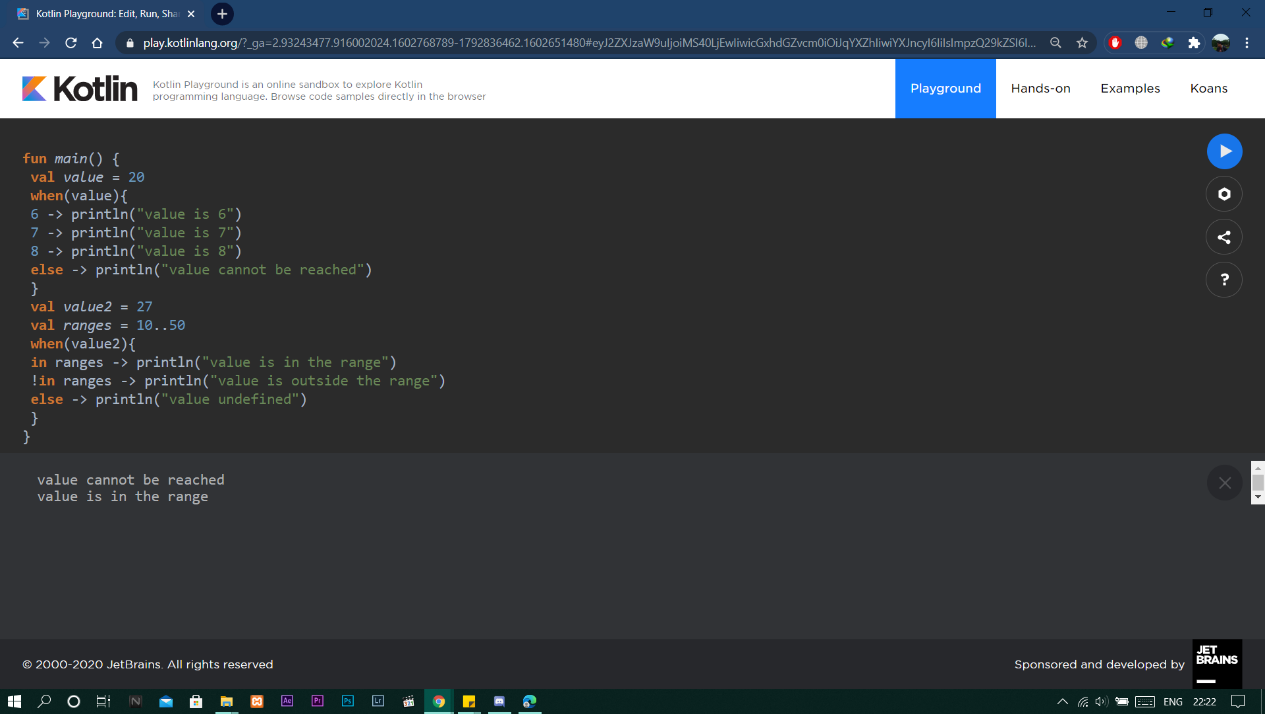 Kotlin Playground: Edit, Run, Sha
play.kotlinlang.org/?_ga=2.93243477.916002024.1602768789-1792836462.1602651480#
Kotlin
Kotlin Playground is an online sandbox to explore Kotlin
programming language. Browse code samples directly in the browser
Playground
Hands-on
Examples
Koans
fun main() {
val value = 20
when(value){
6 -> println("value is 6")
7 -> println("value is 7")
8 -> println("value is 8")
else -> println("value cannot be reached")
}
val value2 = 27
val ranges = 10..50
when(value2){
in ranges -> println("value is in the range")
!in ranges -> println("value is outside the range")
else -> println("value undefined")
}
}
?
value cannot be reached
value is in the range
© 2000-2020 JetBrains. All rights reserved
Sponsored and developed by
JET
BRAINS
N
Ae
Pr
Ps
Lr
ENG
22:22